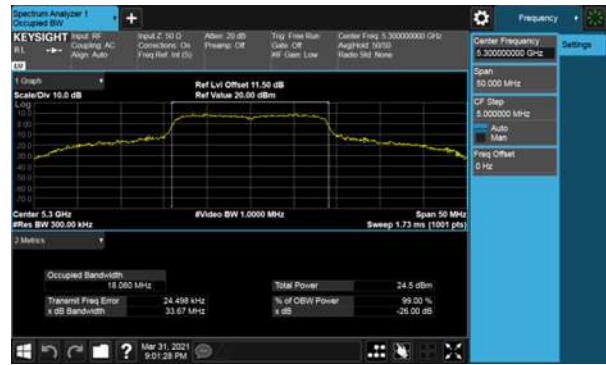 Spectrum Analyzer 1
Occupied BW
Frequency
KEYSIGHT
Input: RF
Coupling: AC
Align: Auto
Input Z: 50 Ω
Corrections: On
Freq Ref: Int (S)
Atten: 20 dB
Preamp: Off
Trig: Free Run
Gate: Off
#IF Gain: Low
Center Freq: 5.300000000 GHz
Avg|Hold: 50/50
Radio Std: None
Center Frequency
5.300000000 GHz
Settings
Span
50.000 MHz
CF Step
5.000000 MHz
Auto
Man
Freq Offset
0 Hz
1 Graph
Scale/Div 10.0 dB
Ref Lvl Offset 11.50 dB
Ref Value 20.00 dBm
Log
10.0
0.00
-10.0
-20.0
-30.0
-40.0
-50.0
-60.0
-70.0
Center 5.3 GHz
#Res BW 300.00 kHz
#Video BW 1.0000 MHz
Span 50 MHz
Sweep 1.73 ms (1001 pts)
2 Metrics
Occupied Bandwidth
18.060 MHz
Total Power 24.5 dBm
Transmit Freq Error 24.498 kHz
% of OBW Power 99.00 %
x dB Bandwidth 33.67 MHz
x dB -26.00 dB
Mar 31, 2021
9:01:28 PM